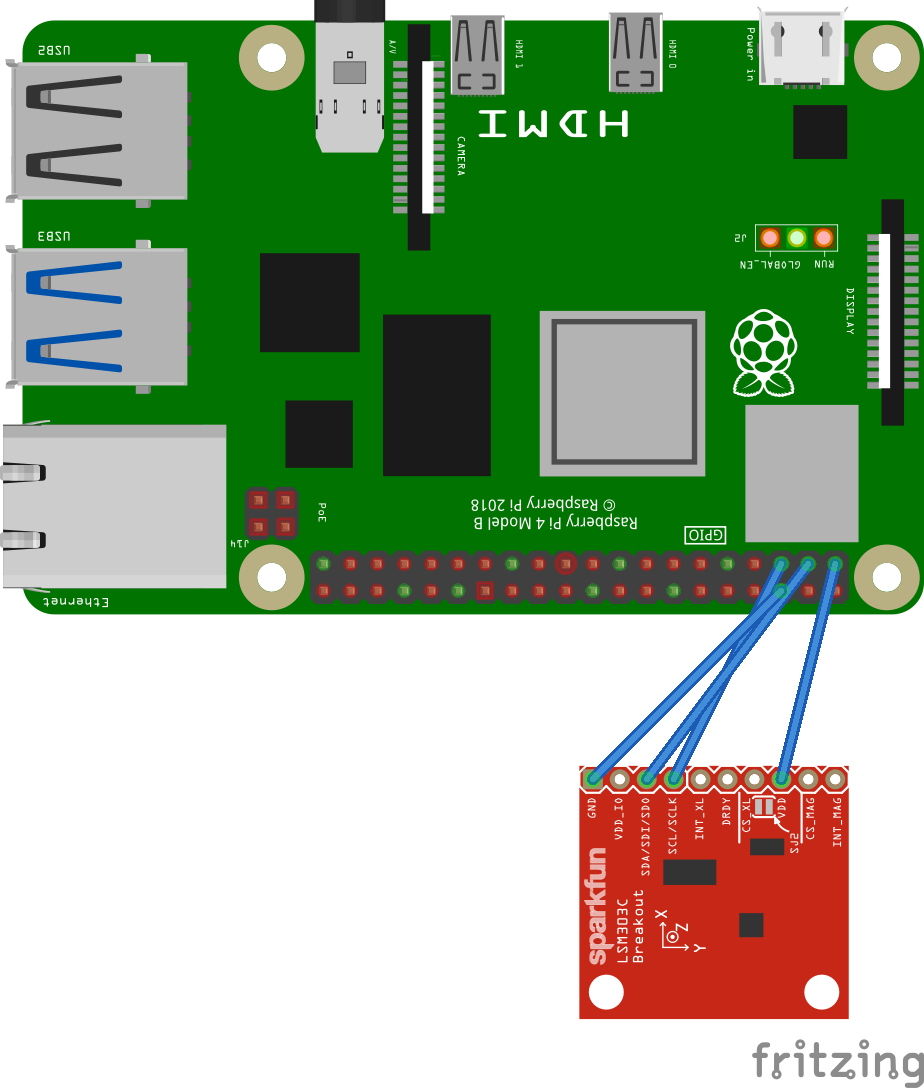 USB2
A/V
HDMI 1
HDMI 0
Power in
HDMI
CAMERA
USB3
J2
GLOBAL_EN
RUN
DISPLAY
PoE
J14
Raspberry Pi 4 Model B
© Raspberry Pi 2018
GPIO
Ethernet
GND
VDD_IO
SDA/SDI/SDO
SCL/SCLK
INT_XL
DRDY
CS_XL
VDD
CS_MAG
INT_MAG
SJ2
sparkfun
LSM303C
Breakout
X
Z
Y
fritzing